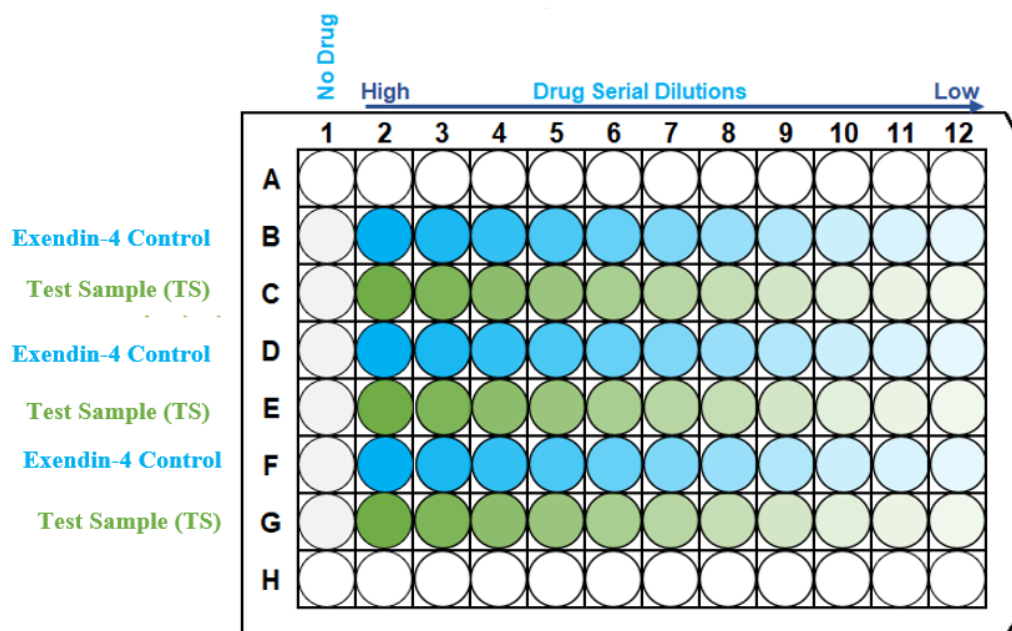 No Drug
High Drug Serial Dilutions Low
1 2 3 4 5 6 7 8 9 10 11 12
A
Exendin-4 Control B
Test Sample (TS) C
Exendin-4 Control D
Test Sample (TS) E
Exendin-4 Control F
Test Sample (TS) G
H